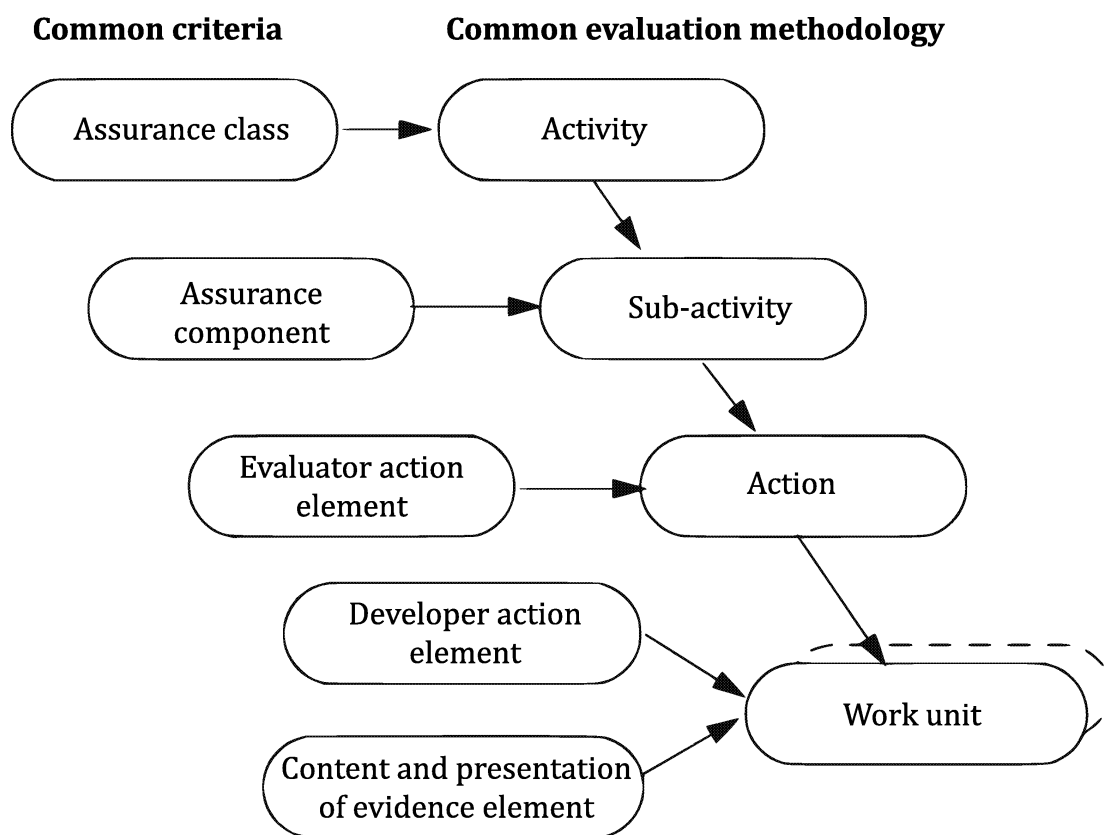 Common criteria
Common evaluation methodology
Assurance class
Activity
Assurance
component
Sub-activity
Evaluator action
element
Action
Developer action
element
Work unit
Content and presentation
of evidence element